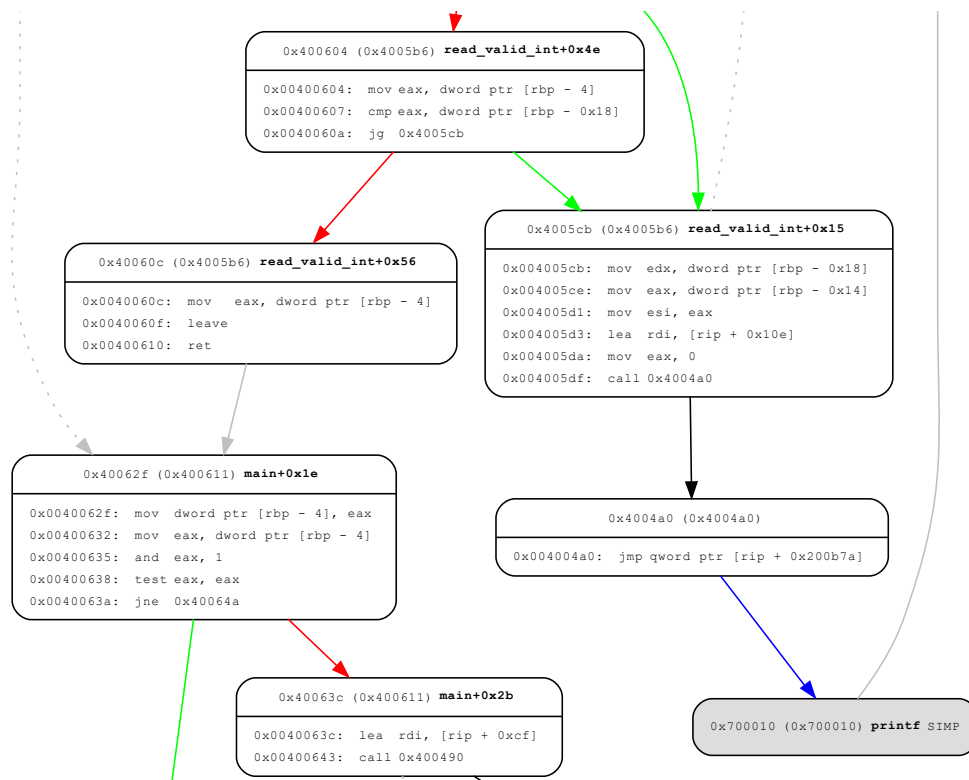 0x400604 (0x4005b6) read_valid_int+0x4e
0x00400604: mov eax, dword ptr [rbp - 4]
0x00400607: cmp eax, dword ptr [rbp - 0x18]
0x0040060a: jg 0x4005cb
0x4005cb (0x4005b6) read_valid_int+0x15
0x004005cb: mov edx, dword ptr [rbp - 0x18]
0x004005ce: mov eax, dword ptr [rbp - 0x14]
0x004005d1: mov esi, eax
0x004005d3: lea rdi, [rip + 0x10e]
0x004005da: mov eax, 0
0x004005df: call 0x4004a0
0x40060c (0x4005b6) read_valid_int+0x56
0x0040060c: mov eax, dword ptr [rbp - 4]
0x0040060f: leave
0x00400610: ret
0x40062f (0x400611) main+0x1e
0x0040062f: mov dword ptr [rbp - 4], eax
0x00400632: mov eax, dword ptr [rbp - 4]
0x00400635: and eax, 1
0x00400638: test eax, eax
0x0040063a: jne 0x40064a
0x4004a0 (0x4004a0)
0x004004a0: jmp qword ptr [rip + 0x200b7a]
0x40063c (0x400611) main+0x2b
0x0040063c: lea rdi, [rip + 0xcf]
0x00400643: call 0x400490
0x700010 (0x700010) printf SIMP